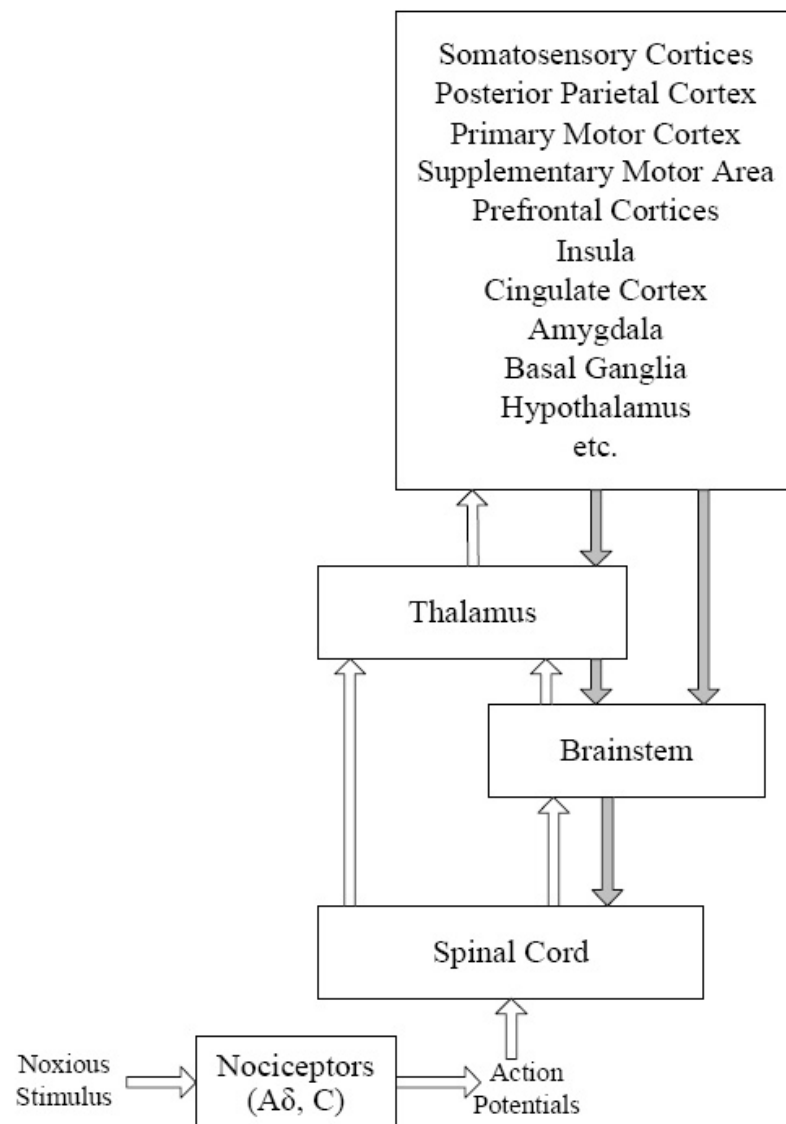 Somatosensory Cortices
Posterior Parietal Cortex
Primary Motor Cortex
Supplementary Motor Area
Prefrontal Cortices
Insula
Cingulate Cortex
Amygdala
Basal Ganglia
Hypothalamus
etc.
Thalamus
Brainstem
Spinal Cord
Noxious
Stimulus
Nociceptors
(Aδ, C)
Action
Potentials